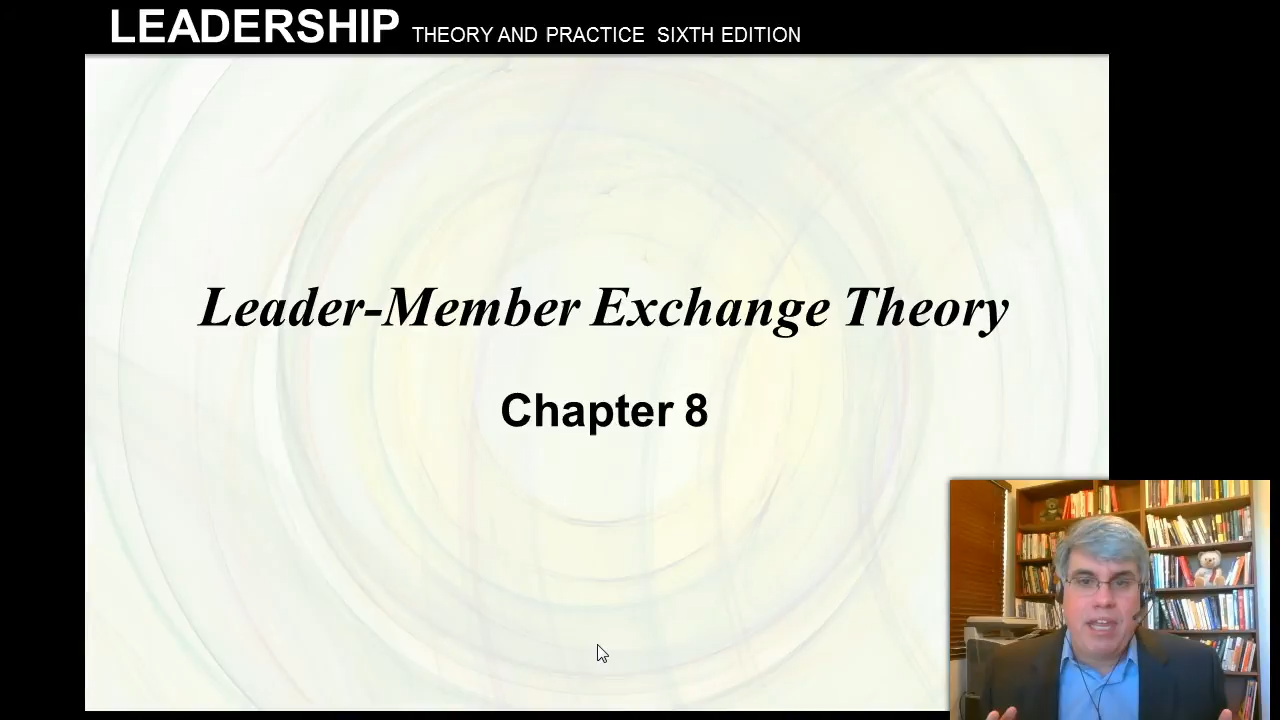 LEADERSHIP THEORY AND PRACTICE SIXTH EDITION
Leader-Member Exchange Theory
Chapter 8